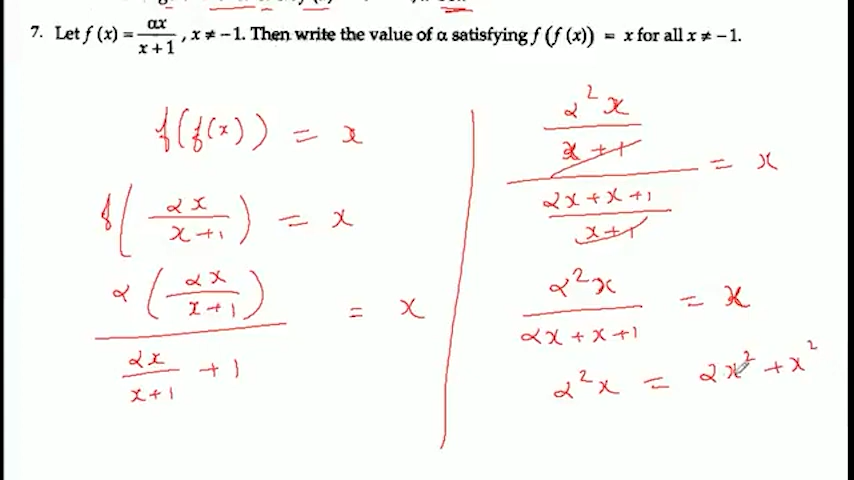 7. Let f (x) = αx / x + 1 , x ≠ −1. Then write the value of α satisfying f (f (x)) = x for all x ≠ −1.
f(f(x)) = x
f( αx / x+1 ) = x
α ( αx / x+1 )
= x
αx / x+1 + 1
α²x
x + 1
= x
αx + x + 1
x + 1
α²x
= x
αx + x + 1
α²x = αx² + x²